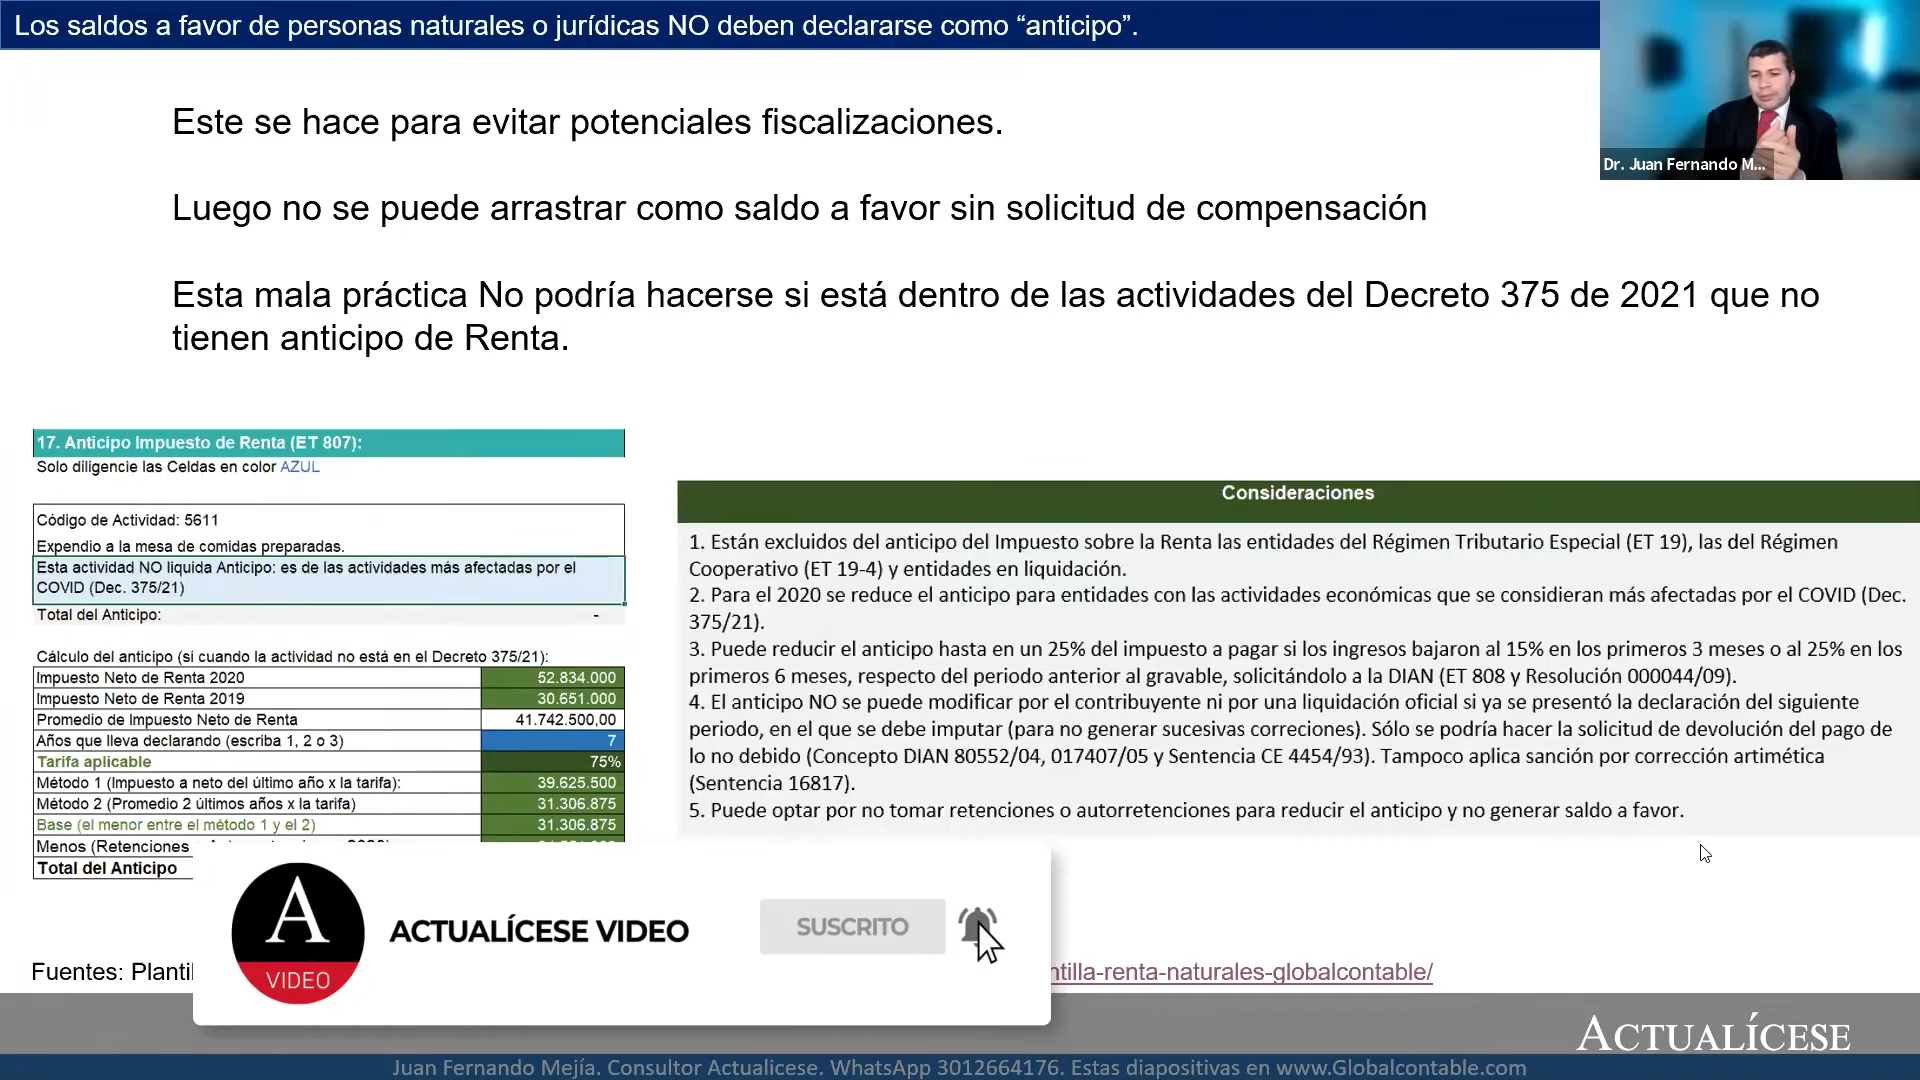 Los saldos a favor de personas naturales o jurídicas NO deben declararse como “anticipo”.
Dr. Juan Fernando M...
Este se hace para evitar potenciales fiscalizaciones.
Luego no se puede arrastrar como saldo a favor sin solicitud de compensación
Esta mala práctica No podría hacerse si está dentro de las actividades del Decreto 375 de 2021 que no
tienen anticipo de Renta.
17. Anticipo Impuesto de Renta (ET 807):
Solo diligencie las Celdas en color AZUL
Código de Actividad: 5611
Expendio a la mesa de comidas preparadas.
Esta actividad NO liquida Anticipo: es de las actividades más afectadas por el
COVID (Dec. 375/21)
Total del Anticipo: -
Cálculo del anticipo (si cuando la actividad no está en el Decreto 375/21):
Impuesto Neto de Renta 2020 52.834.000
Impuesto Neto de Renta 2019 30.651.000
Promedio de Impuesto Neto de Renta 41.742.500,00
Años que lleva declarando (escriba 1, 2 o 3) 7
Tarifa aplicable 75%
Método 1 (Impuesto a neto del último año x la tarifa): 39.625.500
Método 2 (Promedio 2 últimos años x la tarifa) 31.306.875
Base (el menor entre el método 1 y el 2) 31.306.875
Menos (Retenciones
Total del Anticipo
Consideraciones
1. Están excluidos del anticipo del Impuesto sobre la Renta las entidades del Régimen Tributario Especial (ET 19), las del Régimen
Cooperativo (ET 19-4) y entidades en liquidación.
2. Para el 2020 se reduce el anticipo para entidades con las actividades económicas que se consideran más afectadas por el COVID (Dec.
375/21).
3. Puede reducir el anticipo hasta en un 25% del impuesto a pagar si los ingresos bajaron al 15% en los primeros 3 meses o al 25% en los
primeros 6 meses, respecto del periodo anterior al gravable, solicitándolo a la DIAN (ET 808 y Resolución 000044/09).
4. El anticipo NO se puede modificar por el contribuyente ni por una liquidación oficial si ya se presentó la declaración del siguiente
periodo, en el que se debe imputar (para no generar sucesivas correciones). Sólo se podría hacer la solicitud de devolución del pago de
lo no debido (Concepto DIAN 80552/04, 017407/05 y Sentencia CE 4454/93). Tampoco aplica sanción por corrección artimética
(Sentencia 16817).
5. Puede optar por no tomar retenciones o autorretenciones para reducir el anticipo y no generar saldo a favor.
A
VIDEO
ACTUALÍCESE VIDEO
SUSCRITO
Fuentes: Plantil
ntilla-renta-naturales-globalcontable/
ACTUALÍCESE
Juan Fernando Mejía. Consultor Actualicese. WhatsApp 3012664176. Estas diapositivas en www.Globalcontable.com